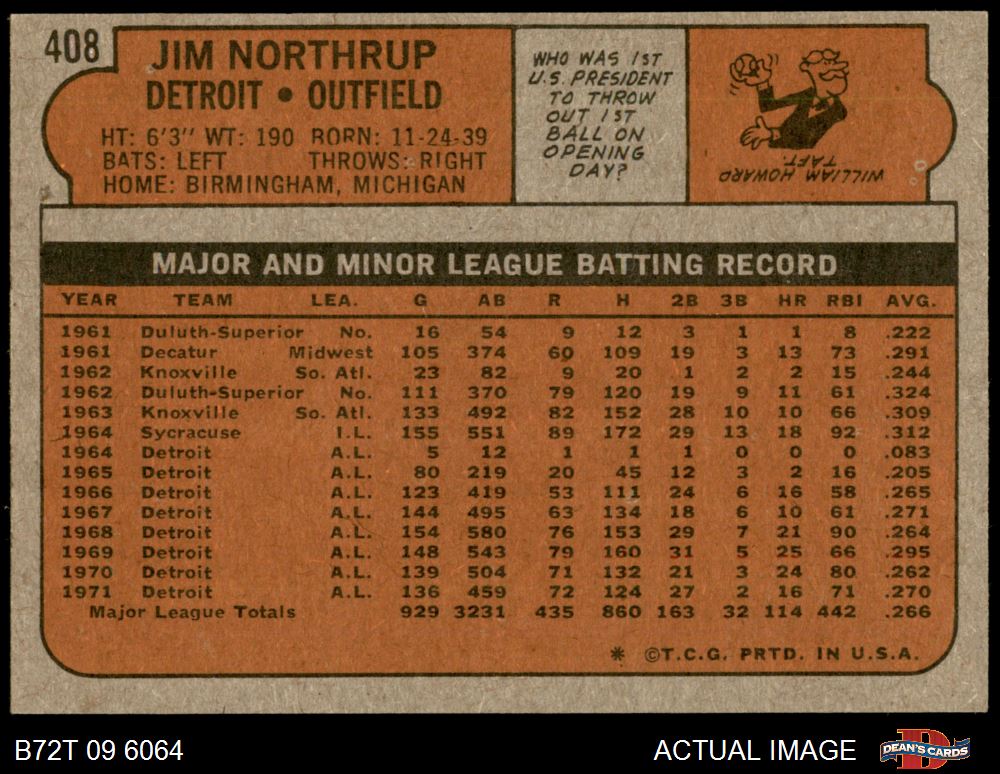 408
JIM NORTHRUP
DETROIT • OUTFIELD
HT: 6'3" WT: 190 BORN: 11-24-39
BATS: LEFT THROWS: RIGHT
HOME: BIRMINGHAM, MICHIGAN
WHO WAS 1ST
U.S. PRESIDENT
TO THROW
OUT 1ST
BALL ON
OPENING
DAY?
WILLIAM HOWARD
TAFT.
MAJOR AND MINOR LEAGUE BATTING RECORD
YEAR TEAM LEA. G AB R H 2B 3B HR RBI AVG.
1961 Duluth-Superior No. 16 54 9 12 3 1 1 8 .222
1961 Decatur Midwest 105 374 60 109 19 3 13 73 .291
1962 Knoxville So. Atl. 23 82 9 20 1 2 2 15 .244
1962 Duluth-Superior No. 111 370 79 120 19 9 11 61 .324
1963 Knoxville So. Atl. 133 492 82 152 28 10 10 66 .309
1964 Sycracuse I.L. 155 551 89 172 29 13 18 92 .312
1964 Detroit A.L. 5 12 1 1 1 0 0 0 .083
1965 Detroit A.L. 80 219 20 45 12 3 2 16 .205
1966 Detroit A.L. 123 419 53 111 24 6 16 58 .265
1967 Detroit A.L. 144 495 63 134 18 6 10 61 .271
1968 Detroit A.L. 154 580 76 153 29 7 21 90 .264
1969 Detroit A.L. 148 543 79 160 31 5 25 66 .295
1970 Detroit A.L. 139 504 71 132 21 3 24 80 .262
1971 Detroit A.L. 136 459 72 124 27 2 16 71 .270
Major League Totals 929 3231 435 860 163 32 114 442 .266
* ©T.C.G. PRTD. IN U.S.A.
B72T 09 6064
ACTUAL IMAGE
DEAN'S CARDS